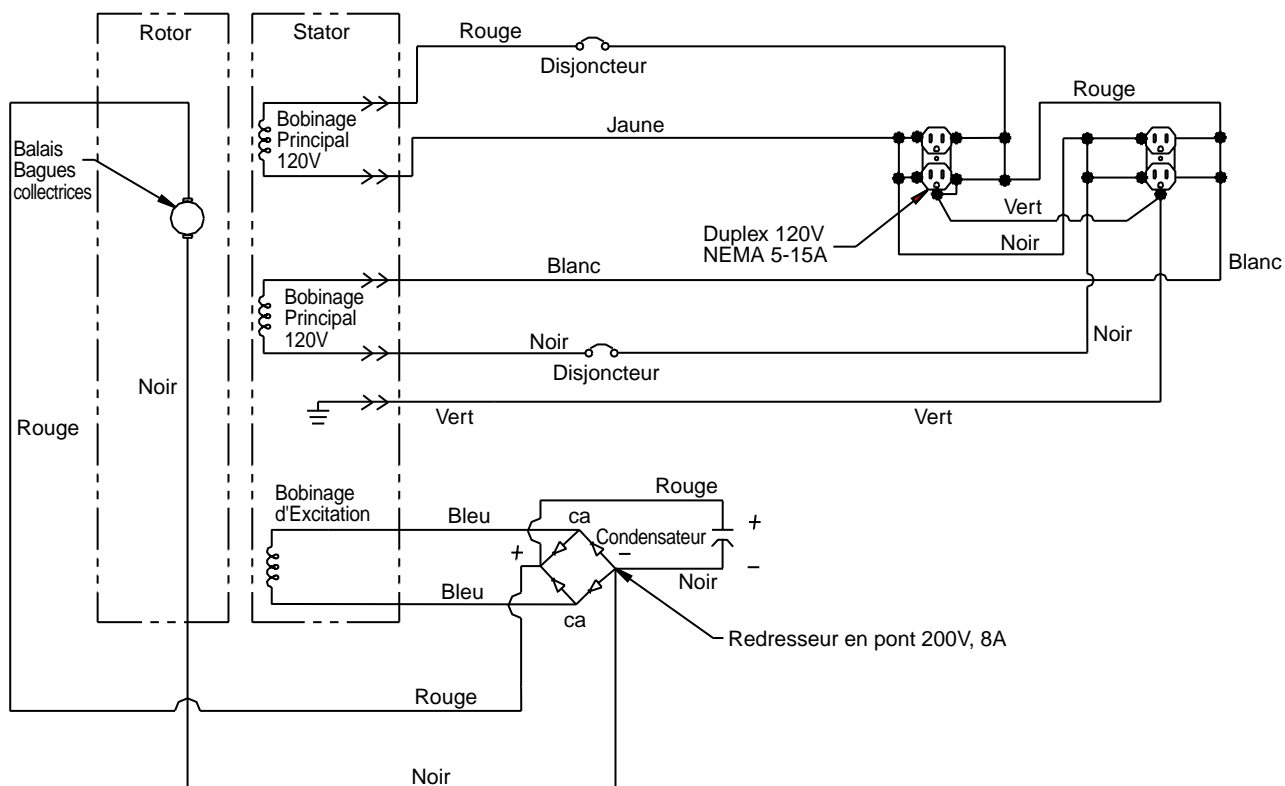 Rotor
Stator
Rouge
Disjoncteur
Rouge
Bobinage
Principal
120V
Jaune
Balais
Bagues
collectrices
Vert
Duplex 120V
NEMA 5-15A
Noir
Blanc
Blanc
Bobinage
Principal
120V
Noir
Disjoncteur
Noir
Noir
Vert
Vert
Rouge
Bobinage
d'Excitation
Rouge
Bleu
ca
Condensateur
+
+
–
–
Noir
Bleu
ca
Redresseur en pont 200V, 8A
Rouge
Noir